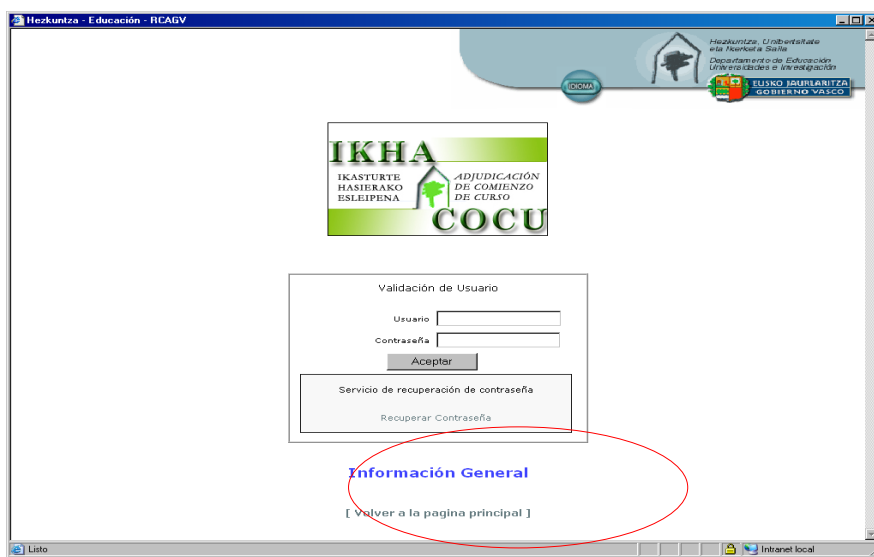 Hezkuntza - Educación - RCAGV
Hezkuntza, Unibertsitate
eta Ikerketa Saila
Departamento de Educación
Universidades e Investigación
IDIOMA
EUSKO JAURLARITZA
GOBIERNO VASCO
IKHA
IKASTURTE
HASIERAKO
ESLEIPENA
ADJUDICACIÓN
DE COMIENZO
DE CURSO
COCU
Validación de Usuario
Usuario
Contraseña
Aceptar
Servicio de recuperación de contraseña
Recuperar Contraseña
Información General
[ Volver a la pagina principal ]
Listo
Intranet local